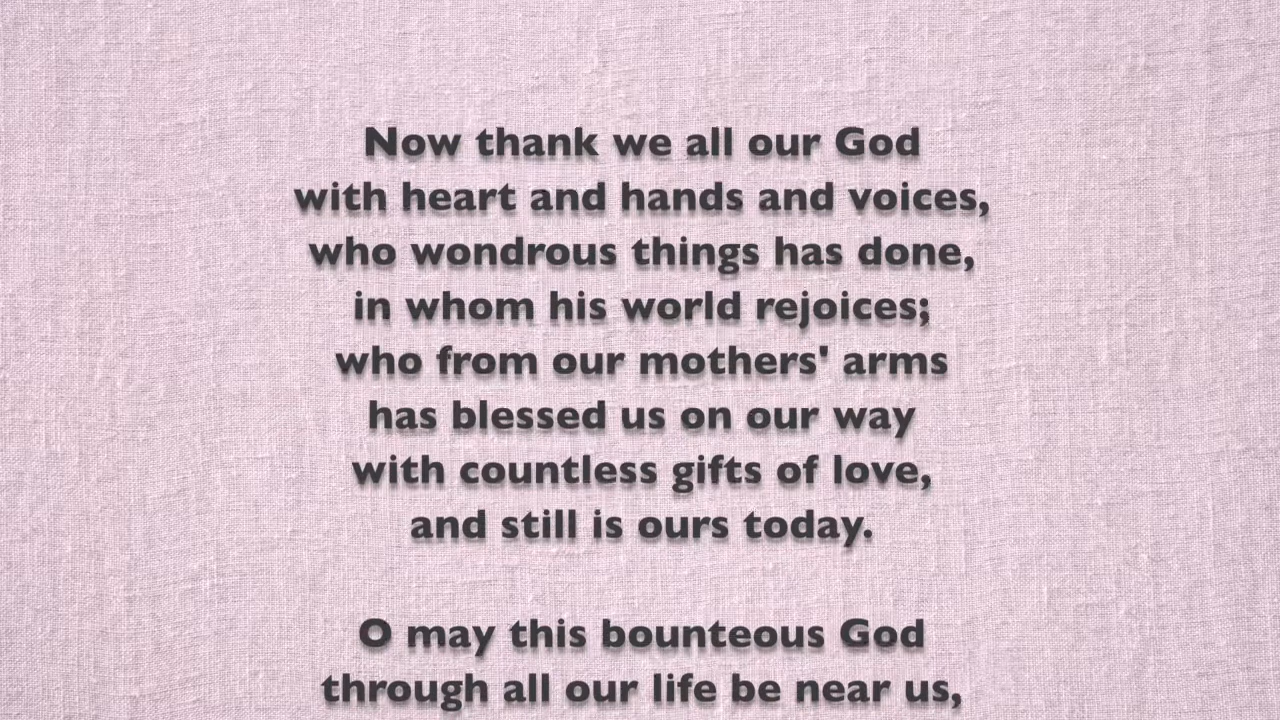 Now thank we all our God
with heart and hands and voices,
who wondrous things has done,
in whom his world rejoices;
who from our mothers' arms
has blessed us on our way
with countless gifts of love,
and still is ours today.
O may this bounteous God
through all our life be near us,